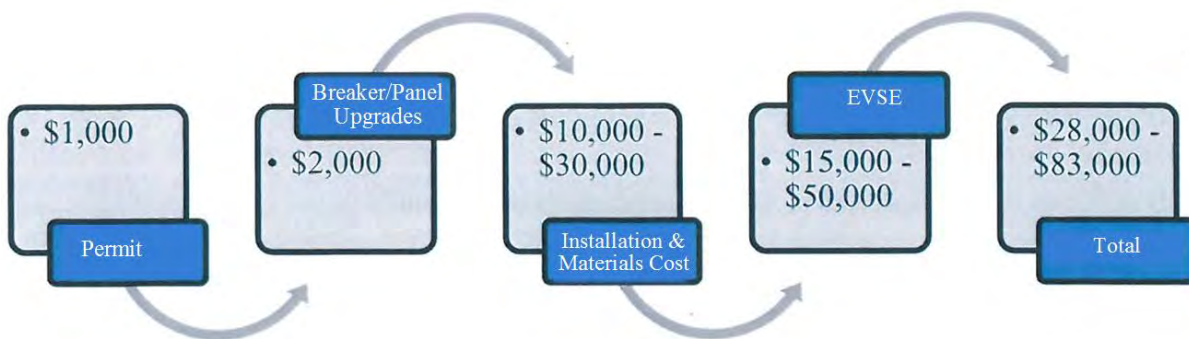 • $1,000
Permit
Breaker/Panel
Upgrades
• $2,000
• $10,000 -
$30,000
Installation &
Materials Cost
EVSE
• $15,000 -
$50,000
• $28,000 -
$83,000
Total